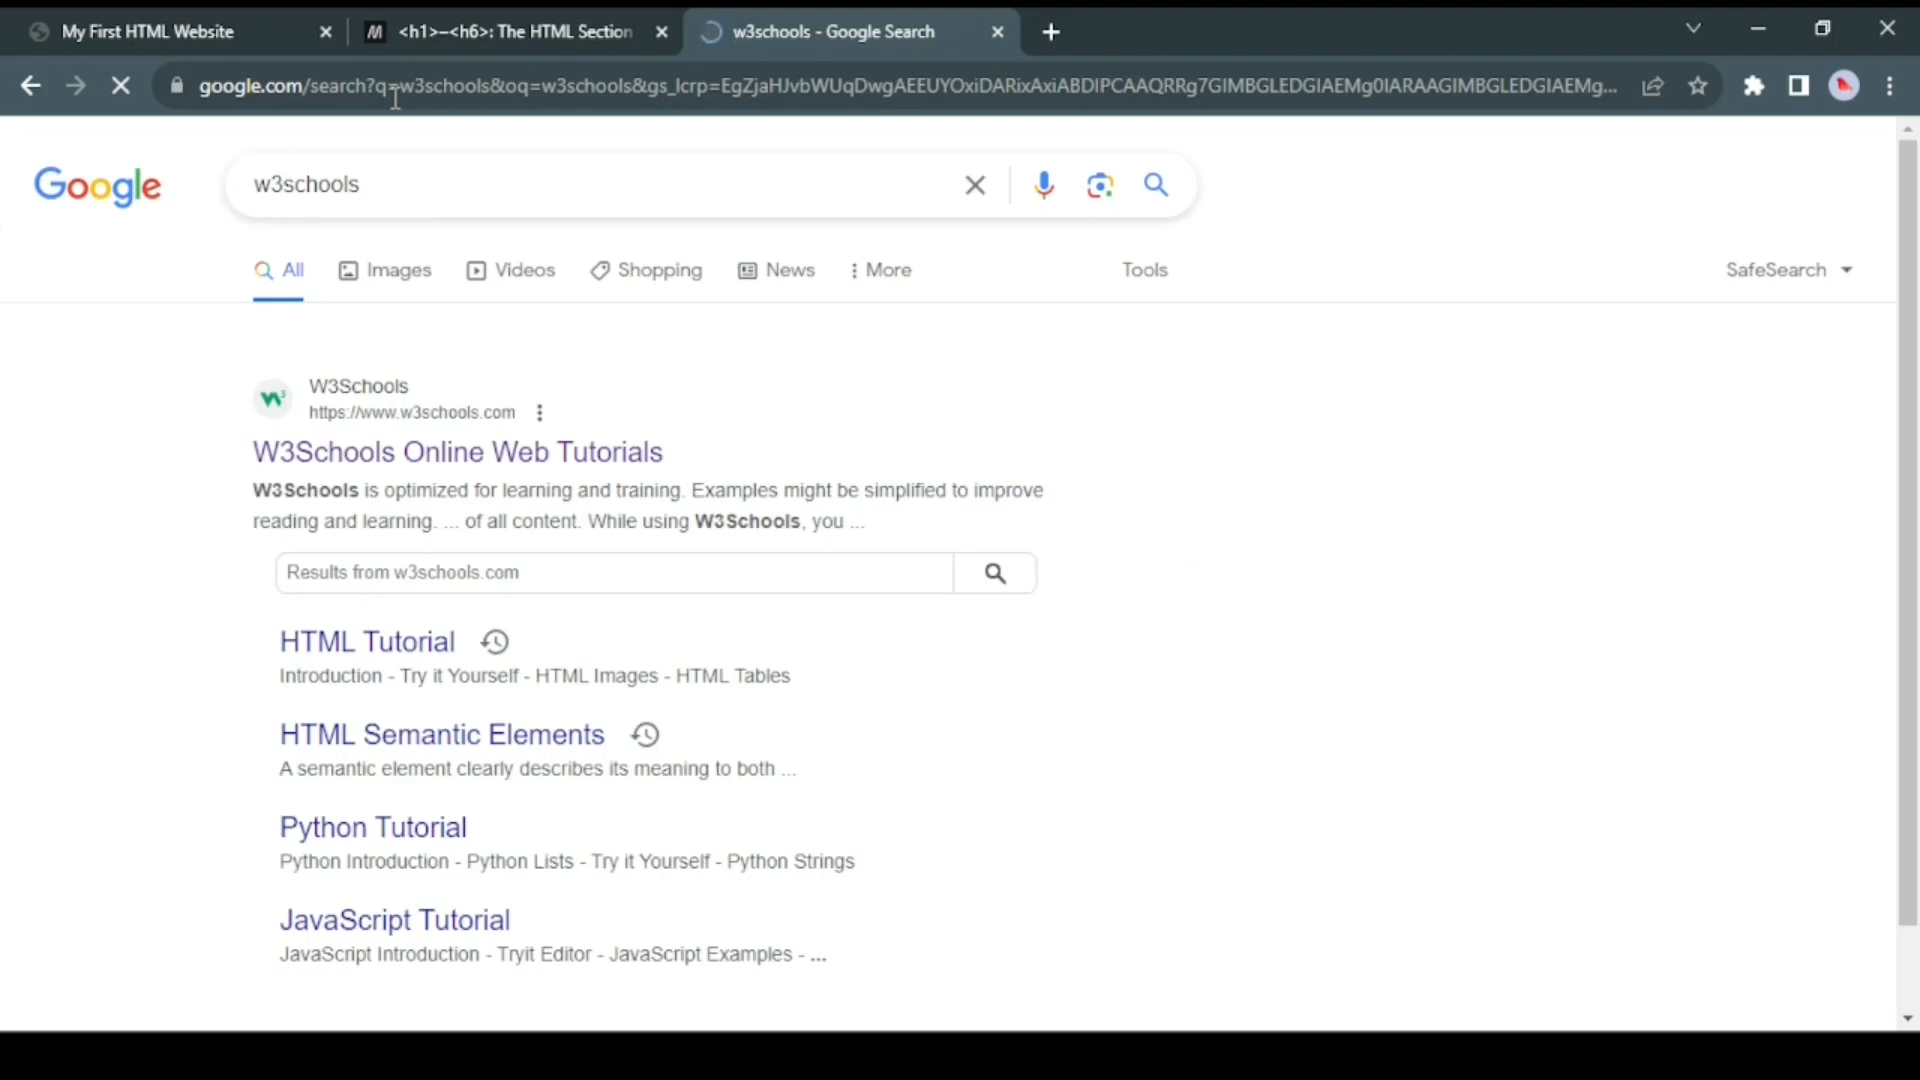 My First HTML Website
<h1>–<h6>: The HTML Section
w3schools - Google Search
google.com/search?q=w3schools&oq=w3schools&gs_lcrp=EgZjaHJvbWUqDwgAEEUYOxiDARixAxiABDIPCAAQRRg7GIMBGLEDGIAEMg0IARAAGIMBGLEDGIAEMg...
Google
w3schools
All
Images
Videos
Shopping
News
More
Tools
SafeSearch
W3Schools
https://www.w3schools.com
W3Schools Online Web Tutorials
W3Schools is optimized for learning and training. Examples might be simplified to improve
reading and learning. ... of all content. While using W3Schools, you ...
Results from w3schools.com
HTML Tutorial
Introduction - Try it Yourself - HTML Images - HTML Tables
HTML Semantic Elements
A semantic element clearly describes its meaning to both ...
Python Tutorial
Python Introduction - Python Lists - Try it Yourself - Python Strings
JavaScript Tutorial
JavaScript Introduction - Tryit Editor - JavaScript Examples - ...